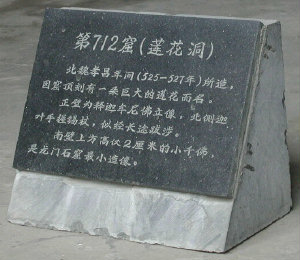 第712窟(莲花洞)
北魏孝昌年间(525-527年)所造,
因窟顶刻有一朵巨大的莲花而名。
正壁为释迦牟尼佛立像,北侧迦
叶手握锡杖,似经长途跋涉。
南壁上方高仅2厘米的小千佛,
是龙门石窟最小造像。